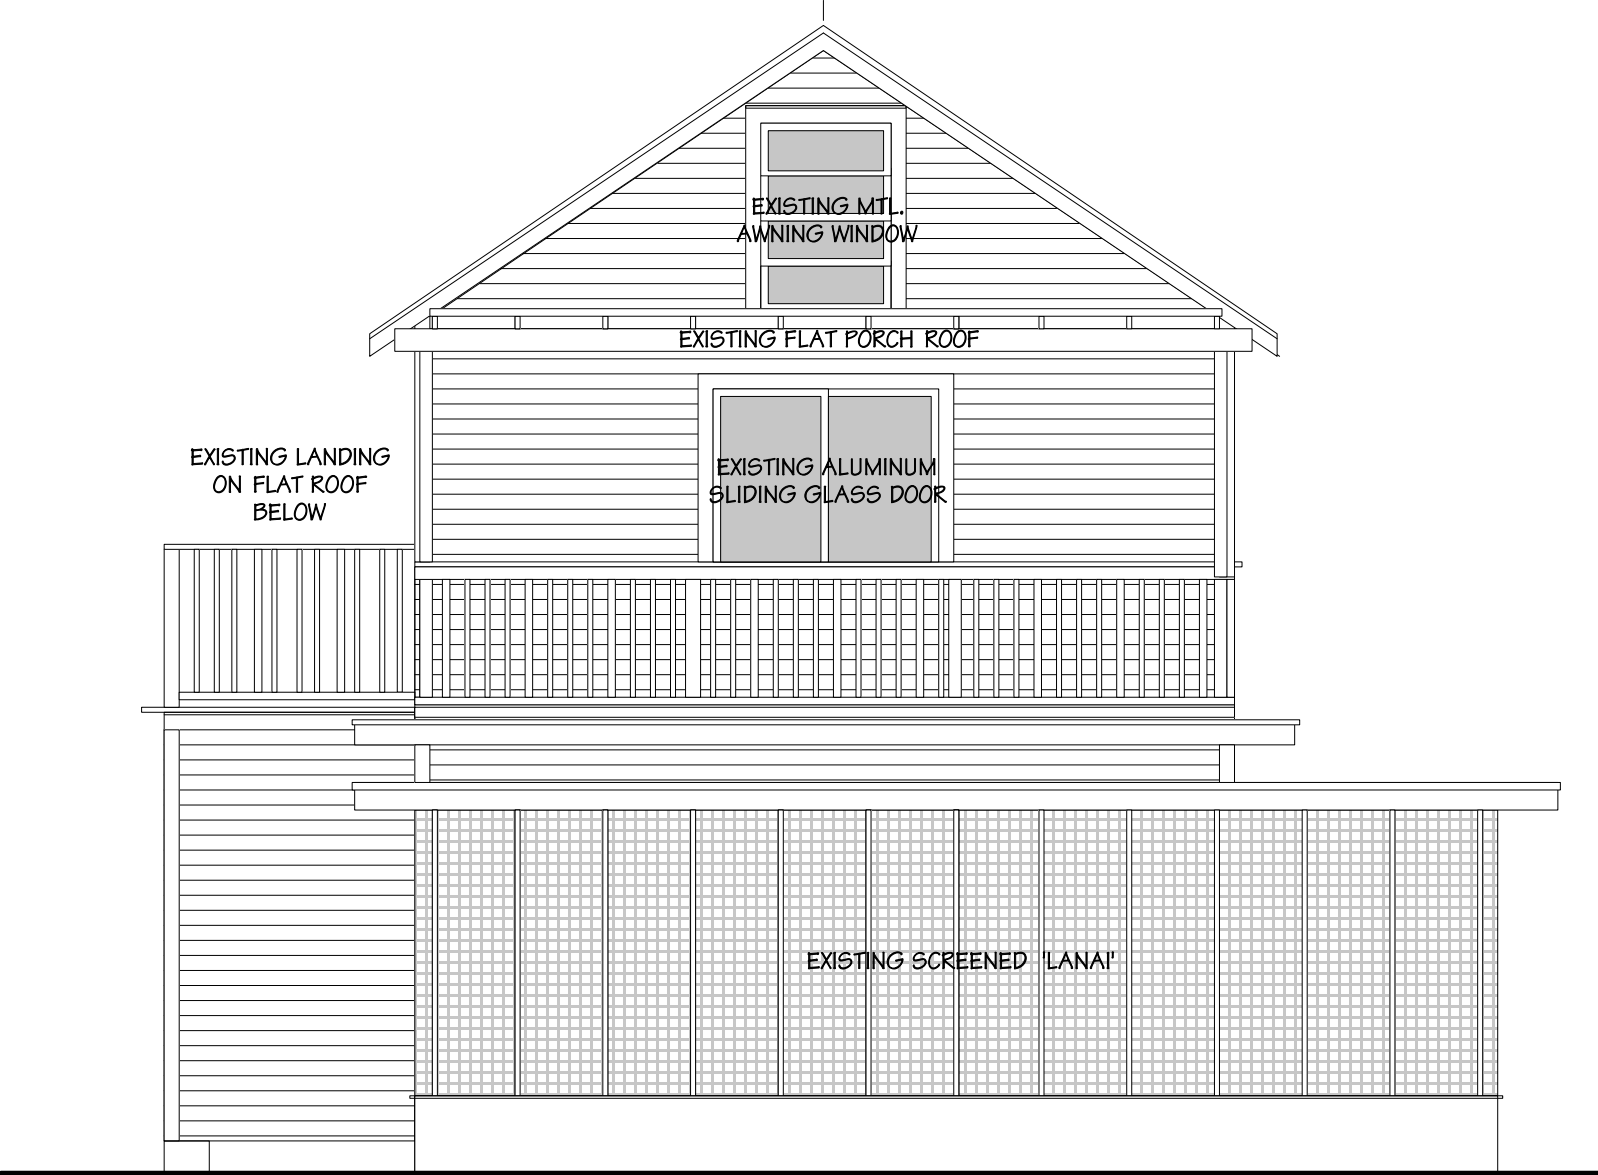 EXISTING MTL.
AWNING WINDOW
EXISTING FLAT PORCH ROOF
EXISTING LANDING
ON FLAT ROOF
BELOW
EXISTING ALUMINUM
SLIDING GLASS DOOR
EXISTING SCREENED 'LANAI'